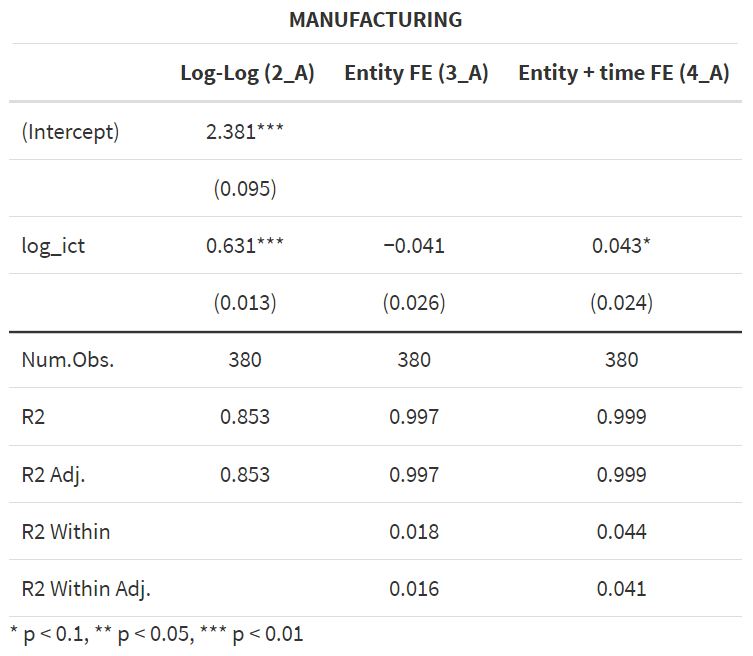 MANUFACTURING
Log-Log (2_A) Entity FE (3_A) Entity + time FE (4_A)
(Intercept) 2.381***
(0.095)
log_ict 0.631*** −0.041 0.043*
(0.013) (0.026) (0.024)
Num.Obs. 380 380 380
R2 0.853 0.997 0.999
R2 Adj. 0.853 0.997 0.999
R2 Within 0.018 0.044
R2 Within Adj. 0.016 0.041
* p < 0.1, ** p < 0.05, *** p < 0.01